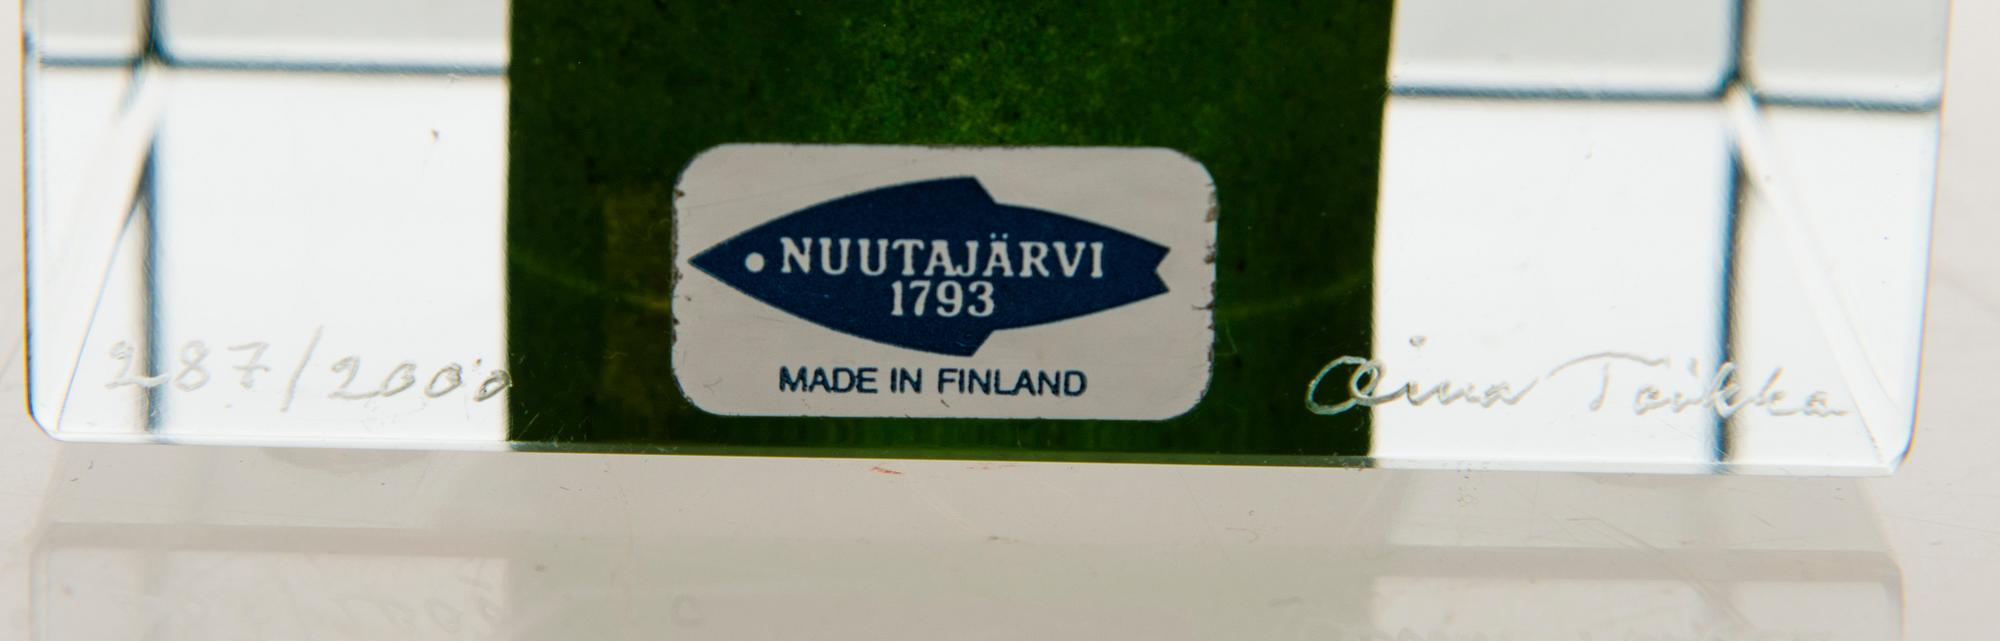 NUUTAJÄRVI
1793
MADE IN FINLAND
287/2000
Oiva Toikka